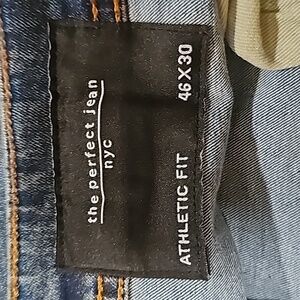 the perfect jean
nyc
ATHLETIC FIT
46X30